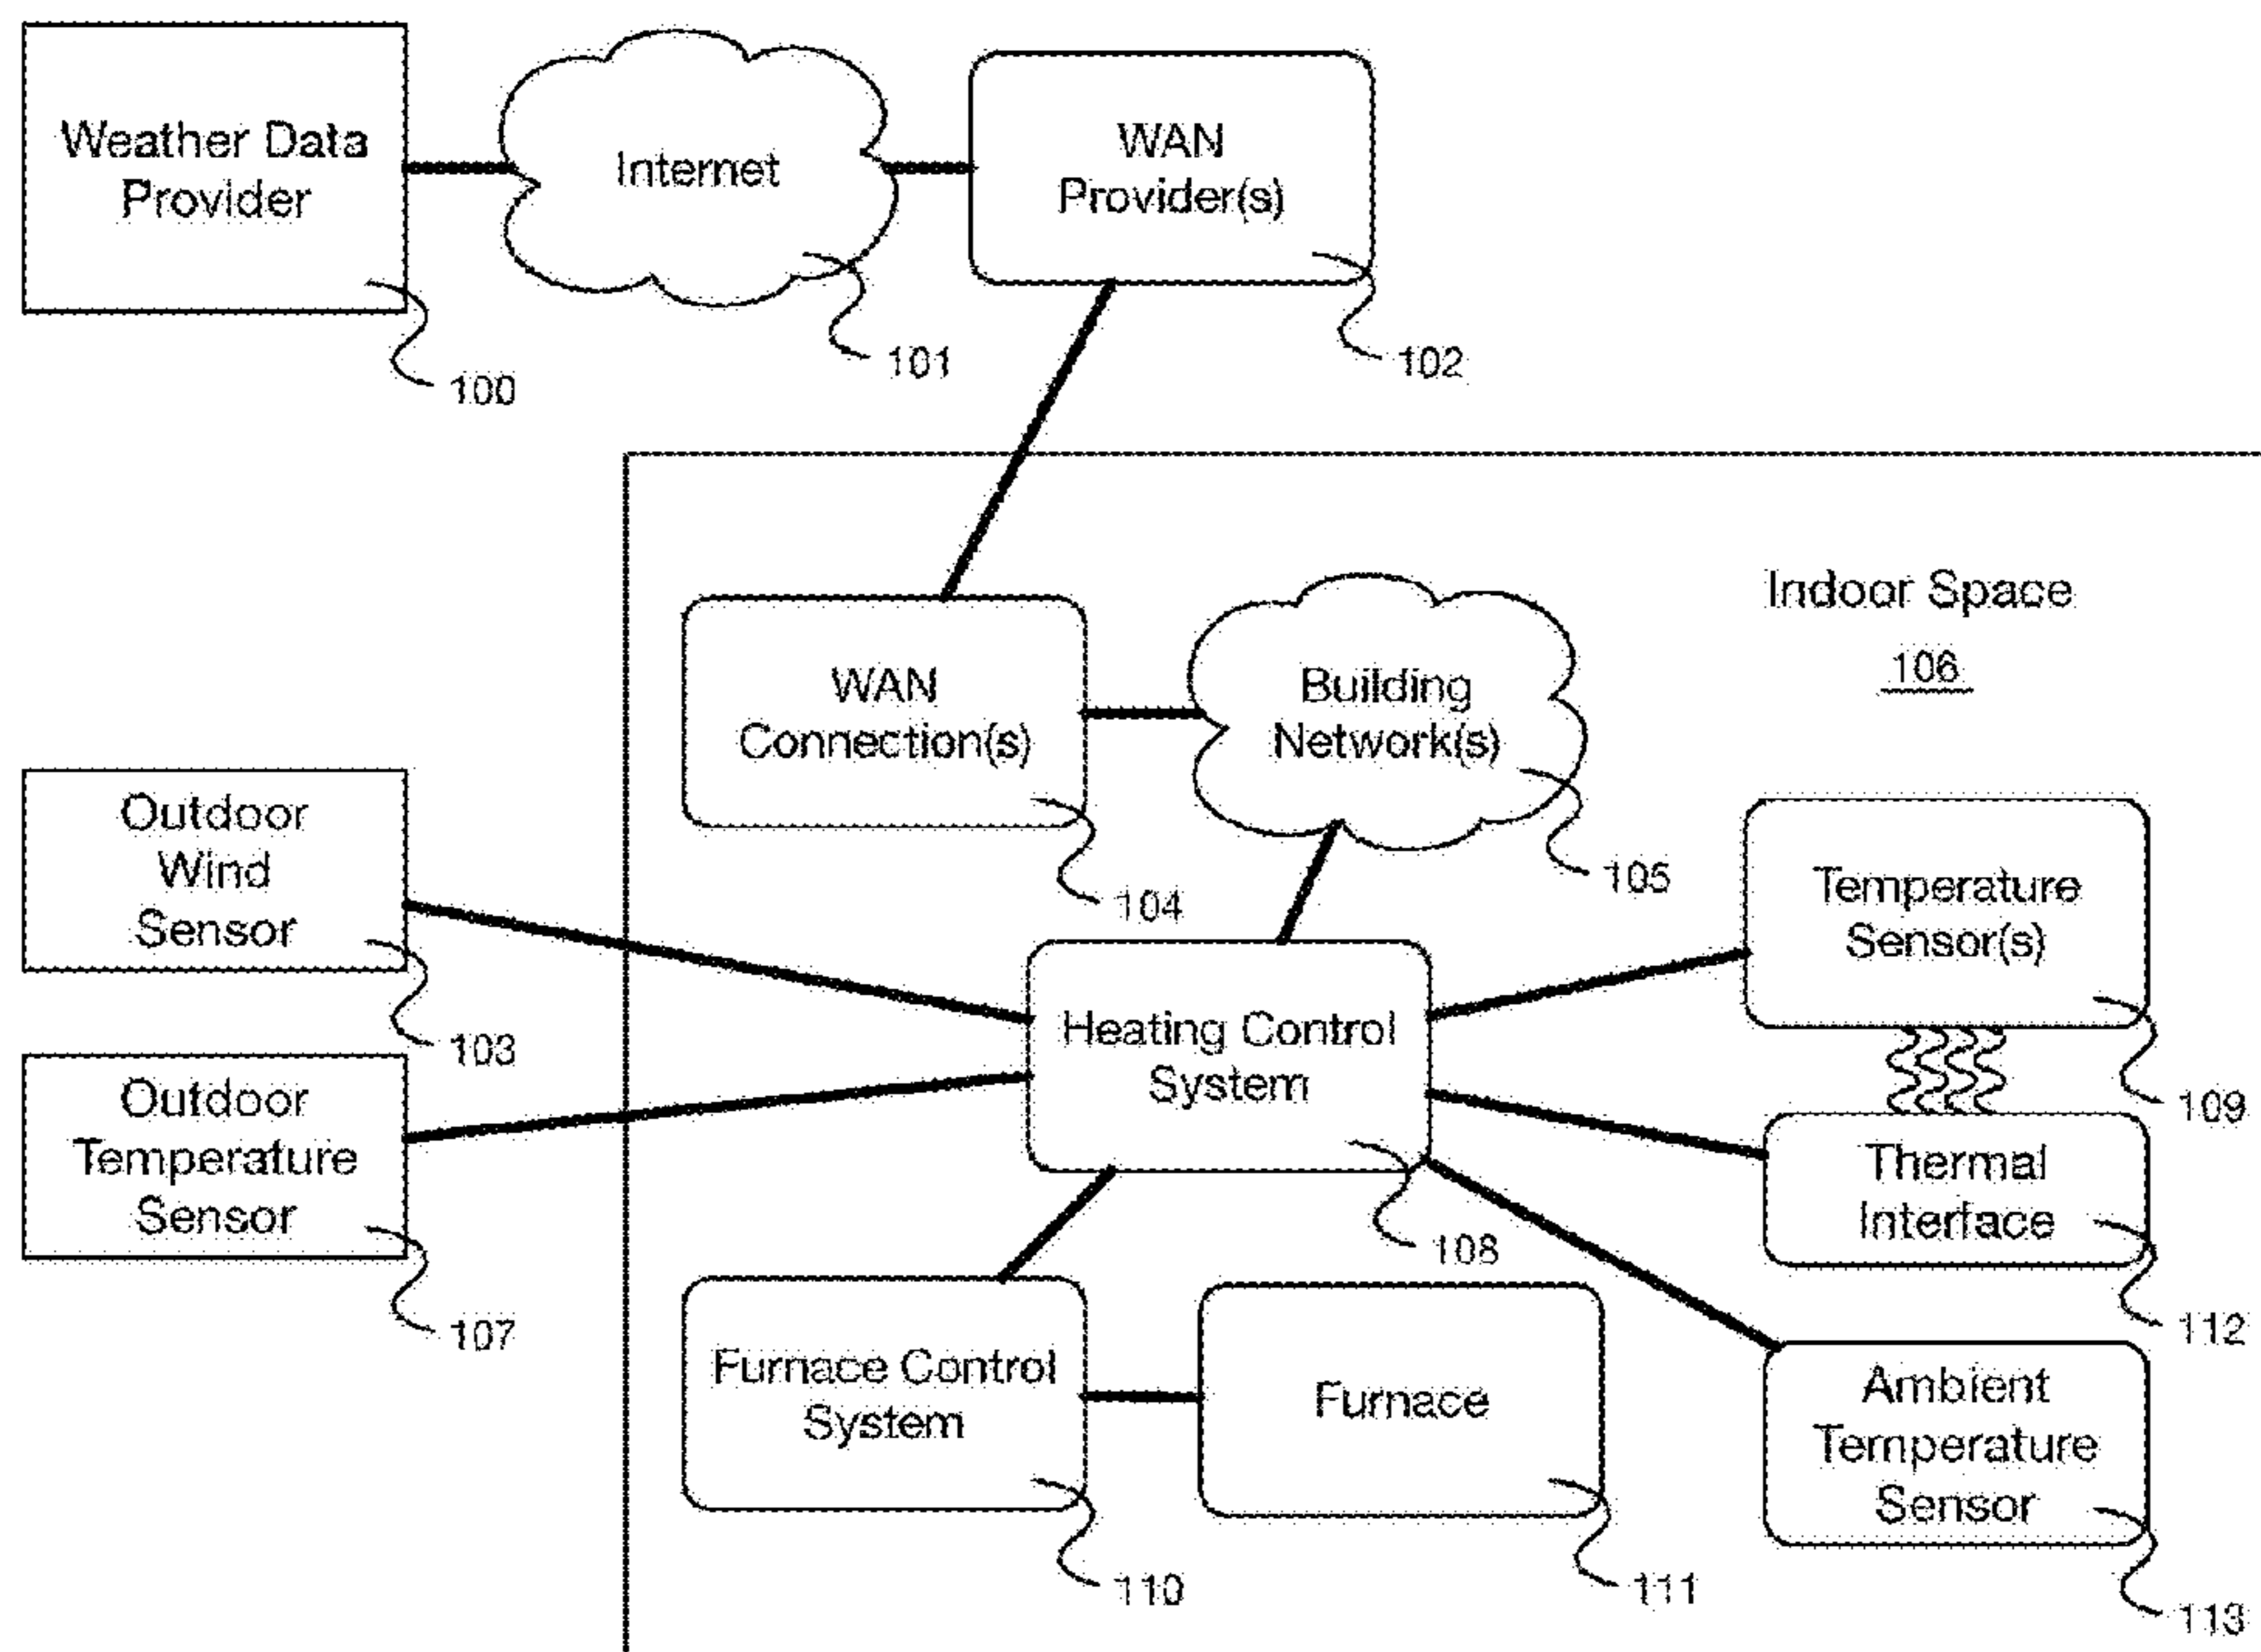 Weather Data
Provider
100
Internet
101
WAN
Provider(s)
102
Indoor Space
106
WAN
Connection(s)
104
Building
Network(s)
105
Outdoor
Wind
Sensor
103
Outdoor
Temperature
Sensor
107
Heating Control
System
108
Temperature
Sensor(s)
109
Thermal
Interface
112
Furnace Control
System
110
Furnace
111
Ambient
Temperature
Sensor
113